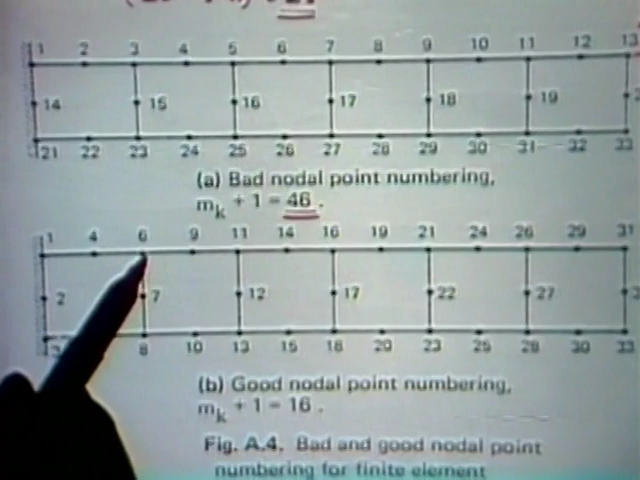 1 2 3 4 5 6 7 8 9 10 11 12 13
14 15 16 17 18 19
21 22 23 24 25 26 27 28 29 30 31 32 33
(a) Bad nodal point numbering,
mk + 1 = 46 .
1 4 6 9 11 14 16 19 21 24 26 29 31
2 7 12 17 22 27
3 8 10 13 15 18 20 23 25 28 30 33
(b) Good nodal point numbering,
mk + 1 = 16 .
Fig. A.4. Bad and good nodal point
numbering for finite element